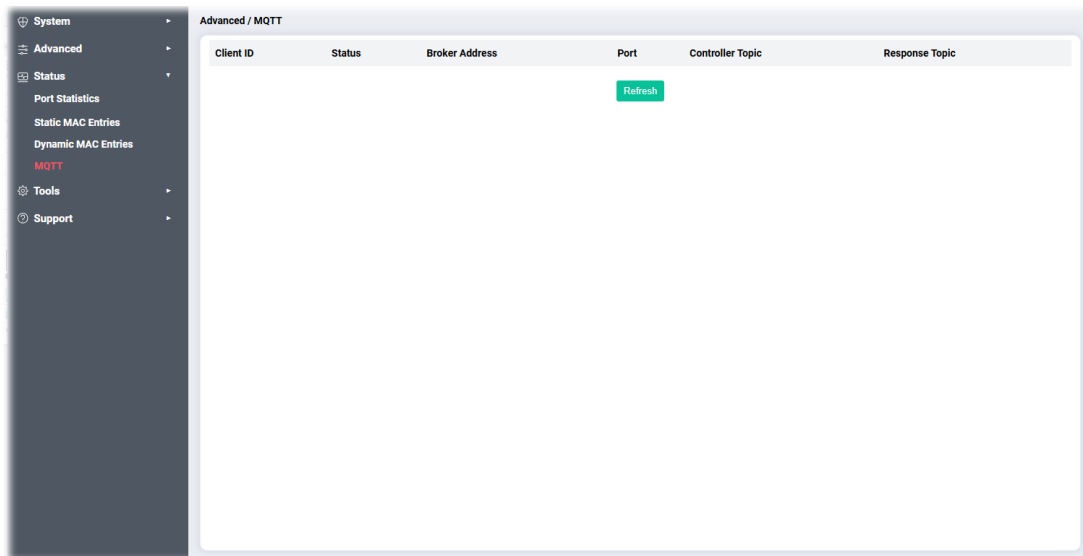 System
Advanced
Status
Port Statistics
Static MAC Entries
Dynamic MAC Entries
MQTT
Tools
Support
Advanced / MQTT
Client ID Status Broker Address Port Controller Topic Response Topic
Refresh